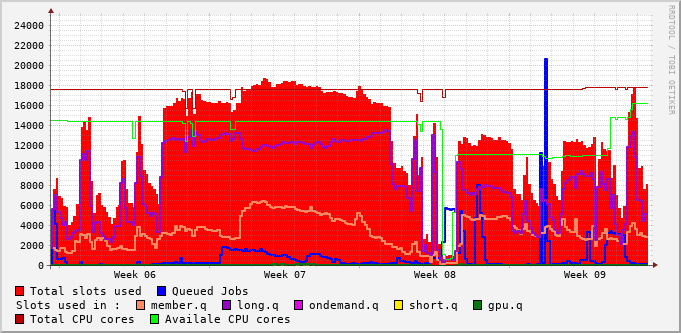 24000
22000
20000
18000
16000
14000
12000
10000
8000
6000
4000
2000
0
Week 06 Week 07 Week 08 Week 09
Total slots used Queued Jobs
Slots used in : member.q long.q ondemand.q short.q gpu.q
Total CPU cores Availale CPU cores
RRDTOOL / TOBI OETIKER